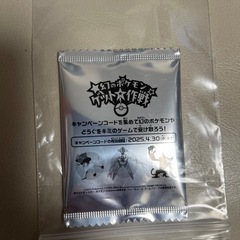 幻のポケモン
ゲット大作戦
キャンペーンコードを集めて幻のポケモンや
どうぐをキミのゲームで受け取ろう!
キャンペーンコードの有効期限 2025.4.30